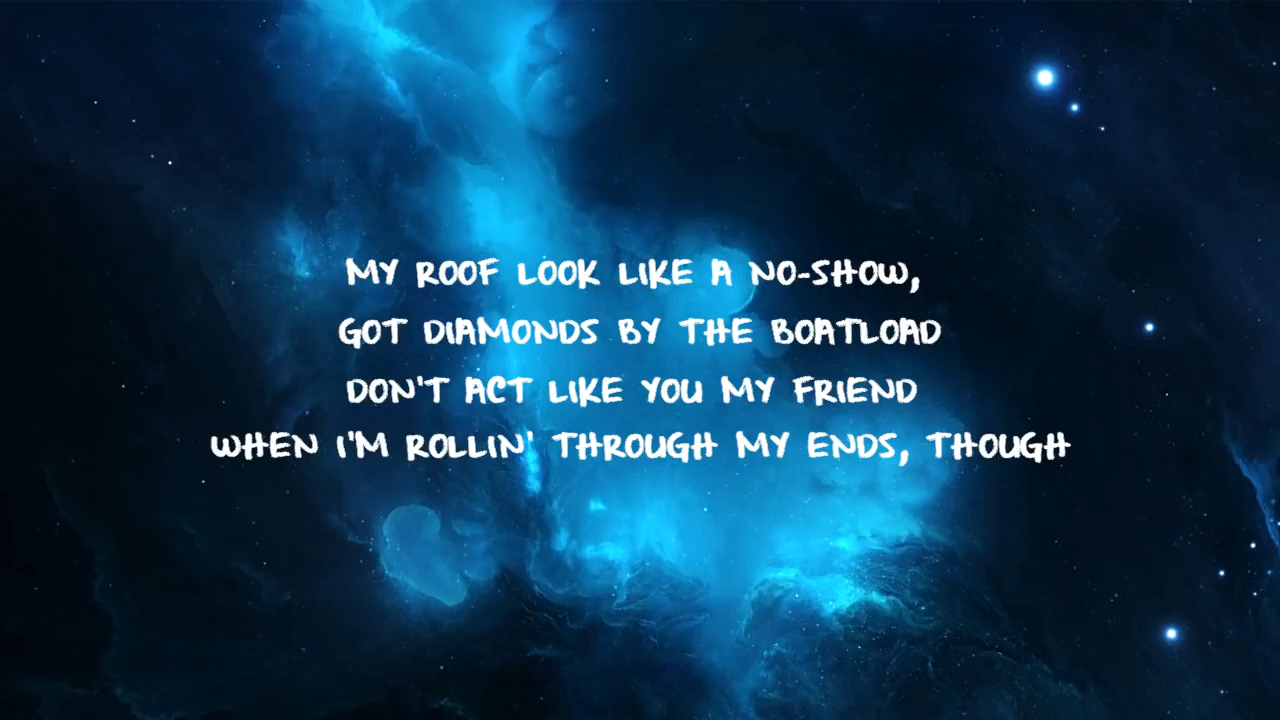 MY ROOF LOOK LIKE A NO-SHOW,
GOT DIAMONDS BY THE BOATLOAD
DON'T ACT LIKE YOU MY FRIEND
WHEN I'M ROLLIN' THROUGH MY ENDS, THOUGH